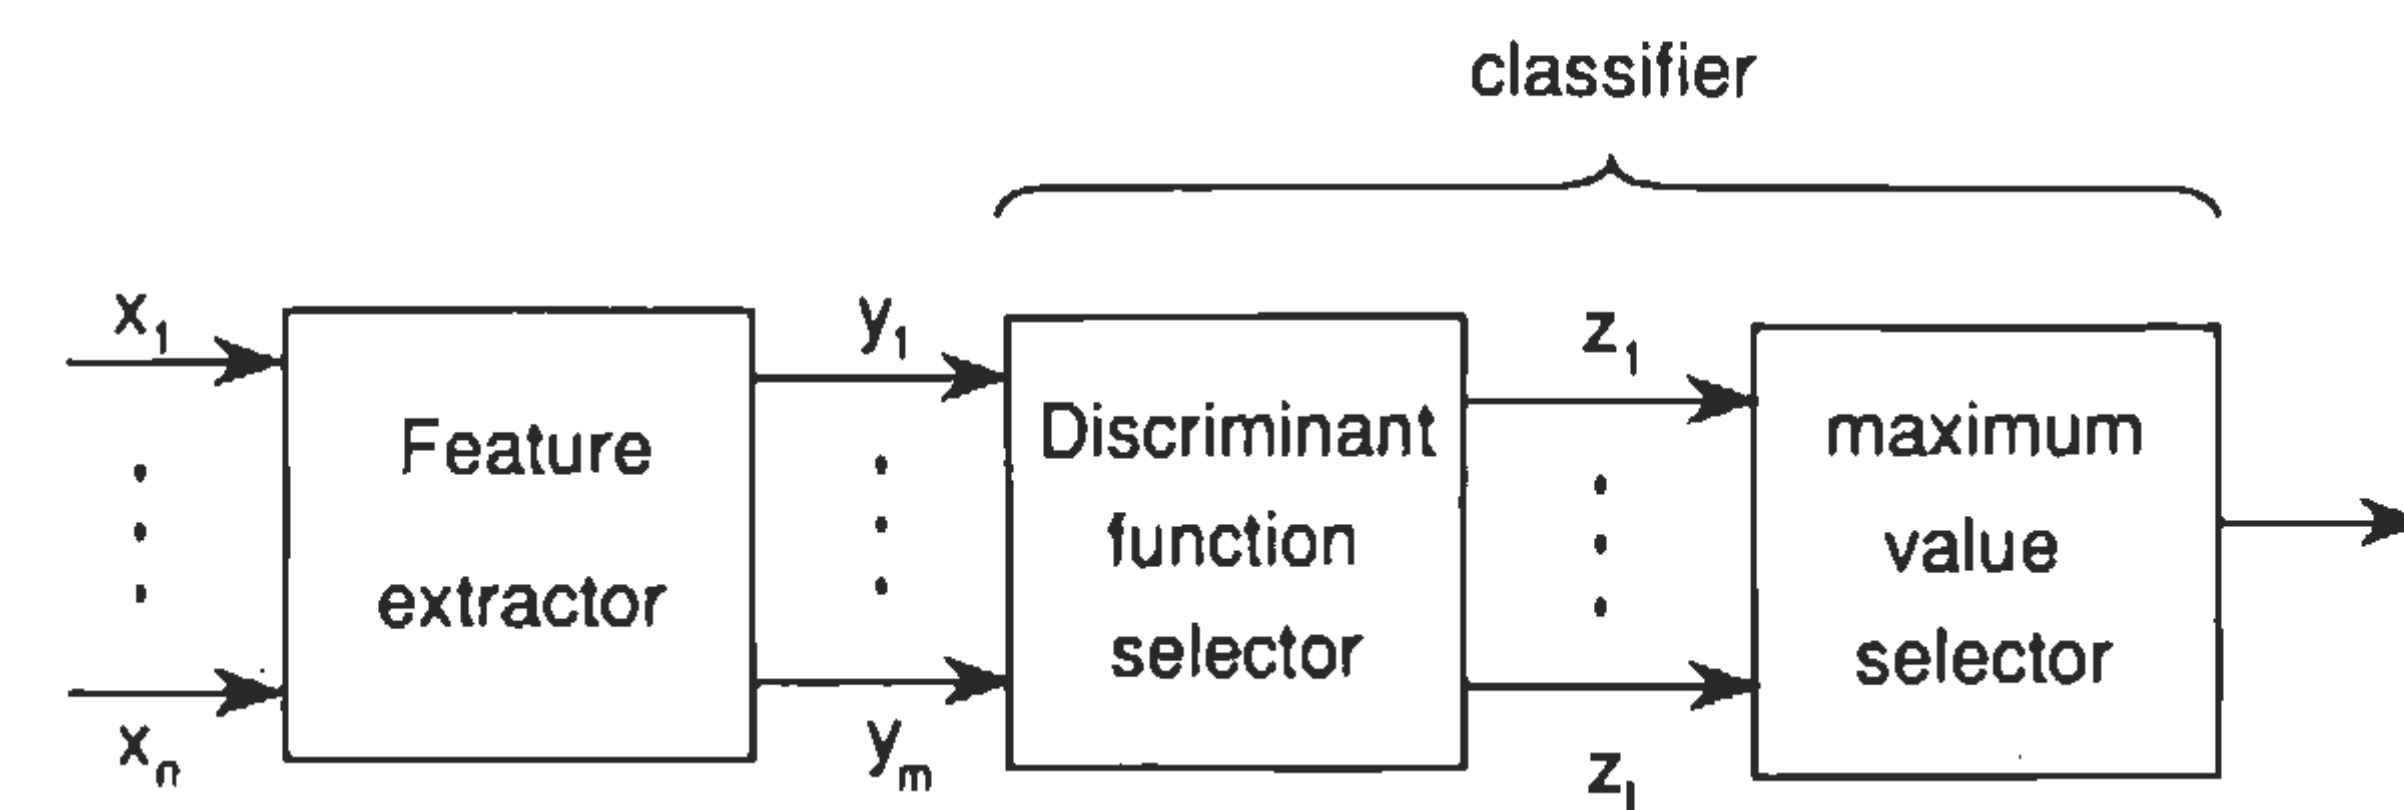 classifier
x1
y1
z1
Feature
extractor
Discriminant
function
selector
maximum
value
selector
xn
ym
zl